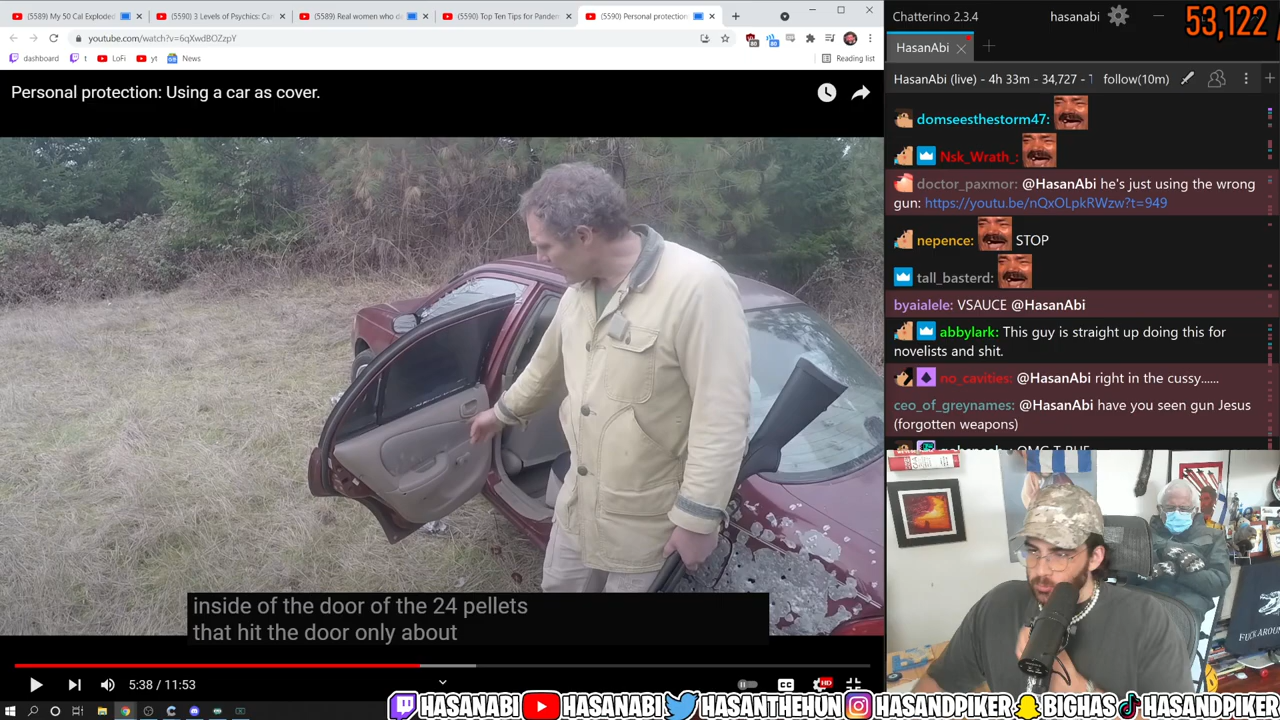 (5590) My 50 Cal Exploded
(5590) 3 Levels of Psychics: Ca
(5589) Real women who d
(5590) Top Ten Tips for Pandem
(5590) Personal protection
youtube.com/watch?v=6qXwdBOZzpY
dashboard
t
LoFi
yt
News
Reading list
Personal protection: Using a car as cover.
inside of the door of the 24 pellets
that hit the door only about
5:38 / 11:53
CC
HD
Chatterino 2.3.4
hasanabi
53,122
HasanAbi
HasanAbi (live) - 4h 33m - 34,727 -
follow(10m)
domseesthestorm47:
Nsk_Wrath_:
doctor_paxmor: @HasanAbi he's just using the wrong
gun: https://youtu.be/nQxOLpkRWzw?t=949
nepence: STOP
tall_basterd:
byaialele: VSAUCE @HasanAbi
abbylark: This guy is straight up doing this for
novelists and shit.
no_cavities: @HasanAbi right in the cussy......
ceo_of_greynames: @HasanAbi have you seen gun Jesus
(forgotten weapons)
HASANABI
HASANABI
HASANTHEHUN
HASANDPIKER
BIGHAS
HASANDPIKER